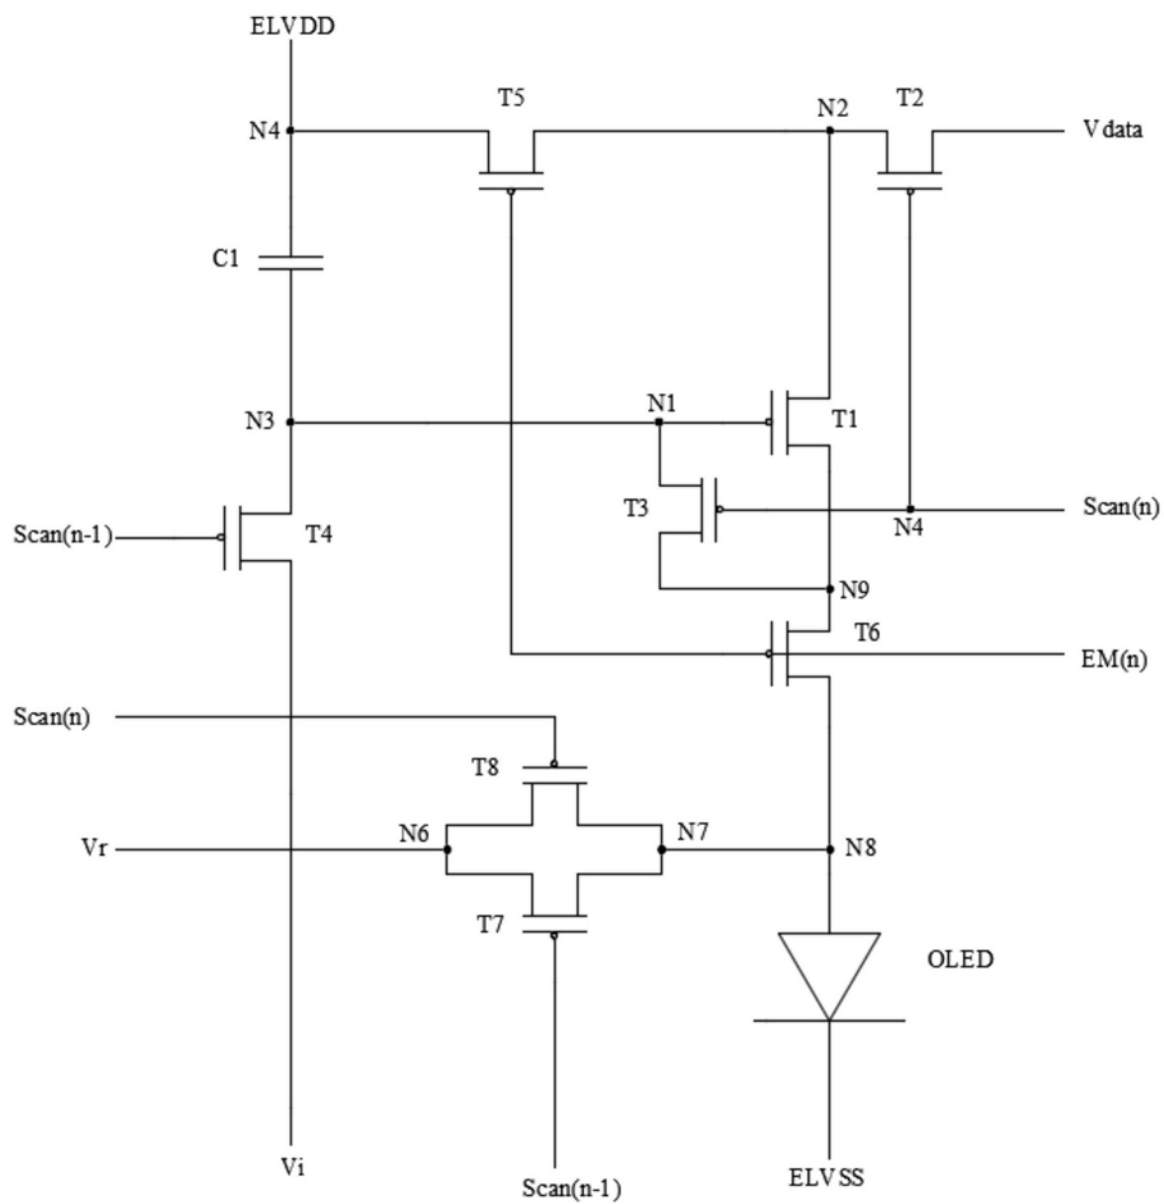 ELVDD
T5
T2
N4
N2
Vdata
C1
N3
N1
T1
T3
Scan(n)
Scan(n-1)
T4
N4
N9
T6
EM(n)
Scan(n)
T8
N6
N7
Vr
N8
T7
OLED
Vi
Scan(n-1)
ELVSS